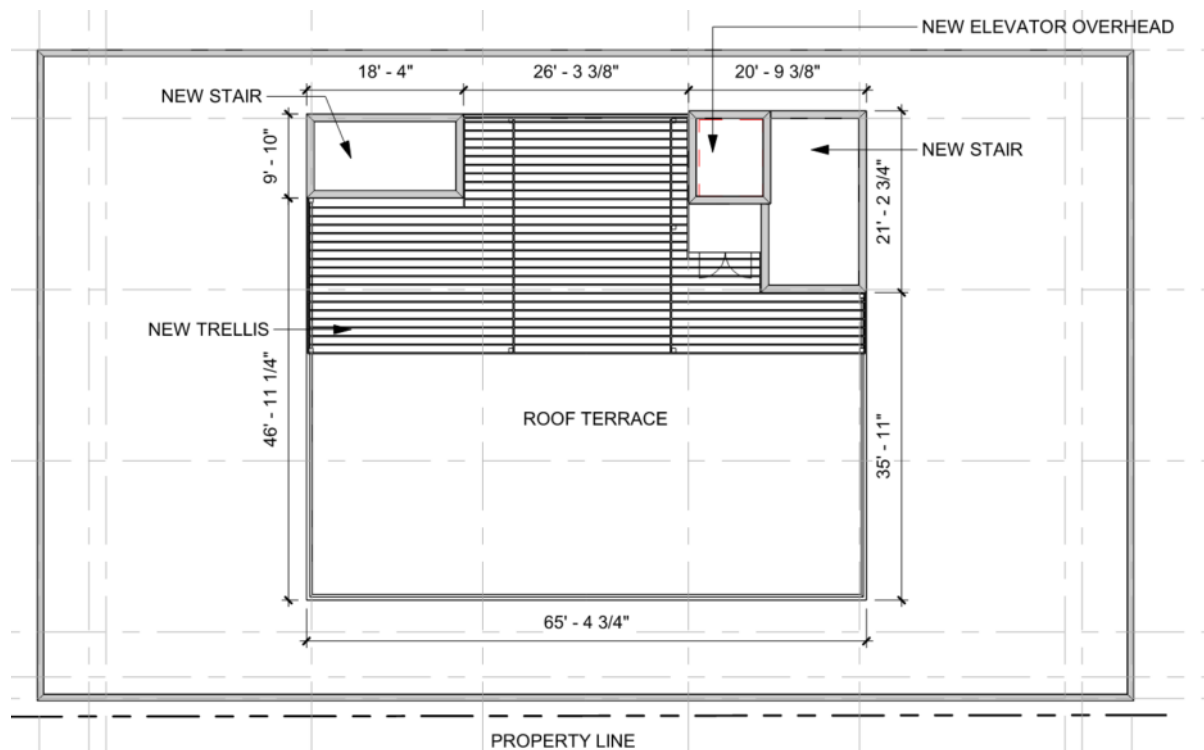 NEW ELEVATOR OVERHEAD
18' - 4"
26' - 3 3/8"
20' - 9 3/8"
NEW STAIR
NEW STAIR
9' - 10"
21' - 2 3/4"
NEW TRELLIS
46' - 11 1/4"
ROOF TERRACE
35' - 11"
65' - 4 3/4"
PROPERTY LINE